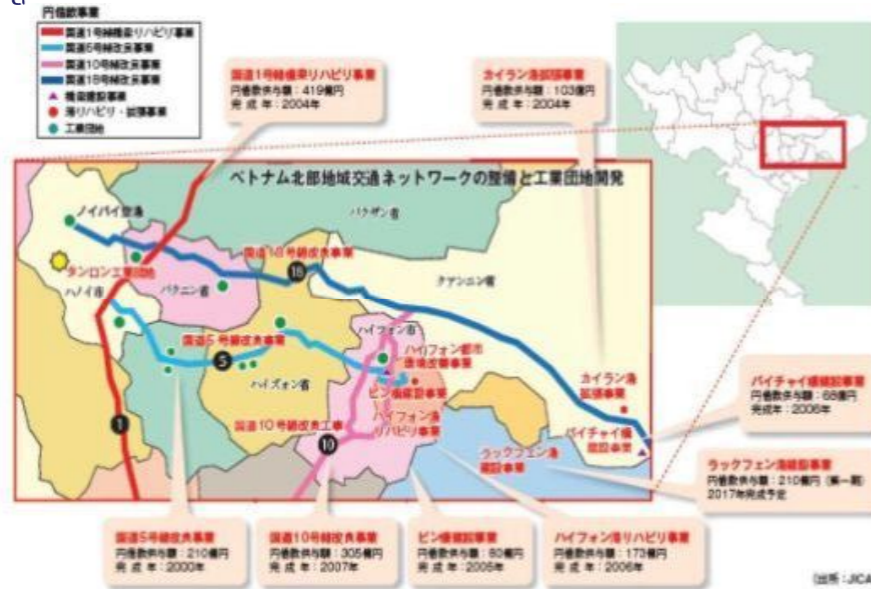 円借款事業
国道1号線橋梁リハビリ事業
国道5号線改良事業
国道10号線改良事業
国道18号線改良事業
橋梁建設事業
港リハビリ・拡張事業
工業団地
国道1号線橋梁リハビリ事業
円借款供与額：419億円
完成年：2004年
カイラン港拡張事業
円借款供与額：103億円
完成年：2004年
ベトナム北部地域交通ネットワークの整備と工業団地開発
ノイバイ空港
バクザン省
国道18号線改良事業
18
タンロン工業団地
クァンニン省
ハノイ市
バクニン省
ハイフォン市
国道5号線改良事業
ハイフォン都市
環境改善事業
5
ビン橋建設事業
カイラン港
拡張事業
ハイズォン省
ハイフォン港
リハビリ事業
1
国道10号線改良工事
10
ラックフェン港
建設事業
バイチャイ橋
建設事業
バイチャイ橋建設事業
円借款供与額：68億円
完成年：2006年
ラックフェン港建設事業
円借款供与額：210億円（第一期）
2017年完成予定
国道5号線改良事業
円借款供与額：210億円
完成年：2000年
国道10号線改良事業
円借款供与額：305億円
完成年：2007年
ビン橋建設事業
円借款供与額：80億円
完成年：2005年
ハイフォン港リハビリ事業
円借款供与額：173億円
完成年：2006年
(出所：JICA